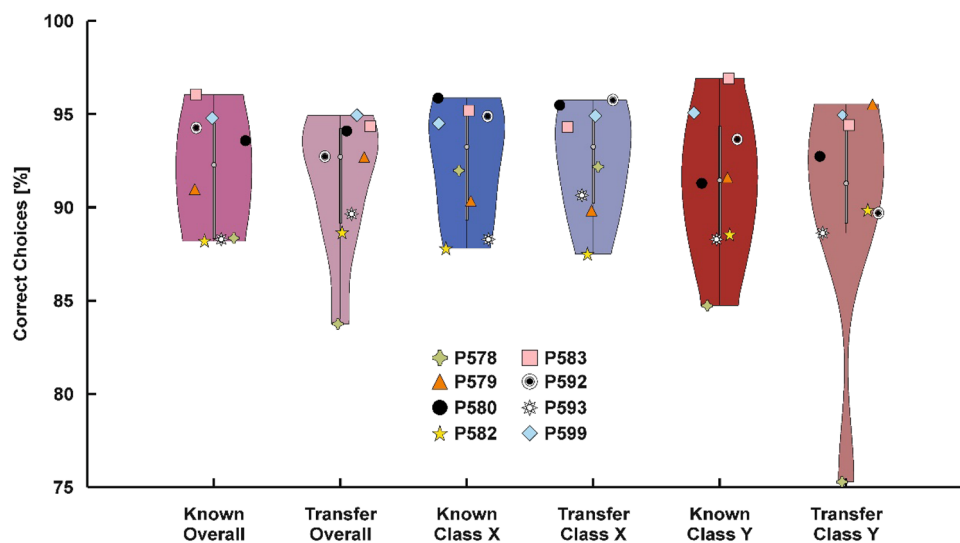 100
95
90
85
80
75
Correct Choices [%]
P578
P583
P579
P592
P580
P593
P582
P599
Known
Overall
Transfer
Overall
Known
Class X
Transfer
Class X
Known
Class Y
Transfer
Class Y